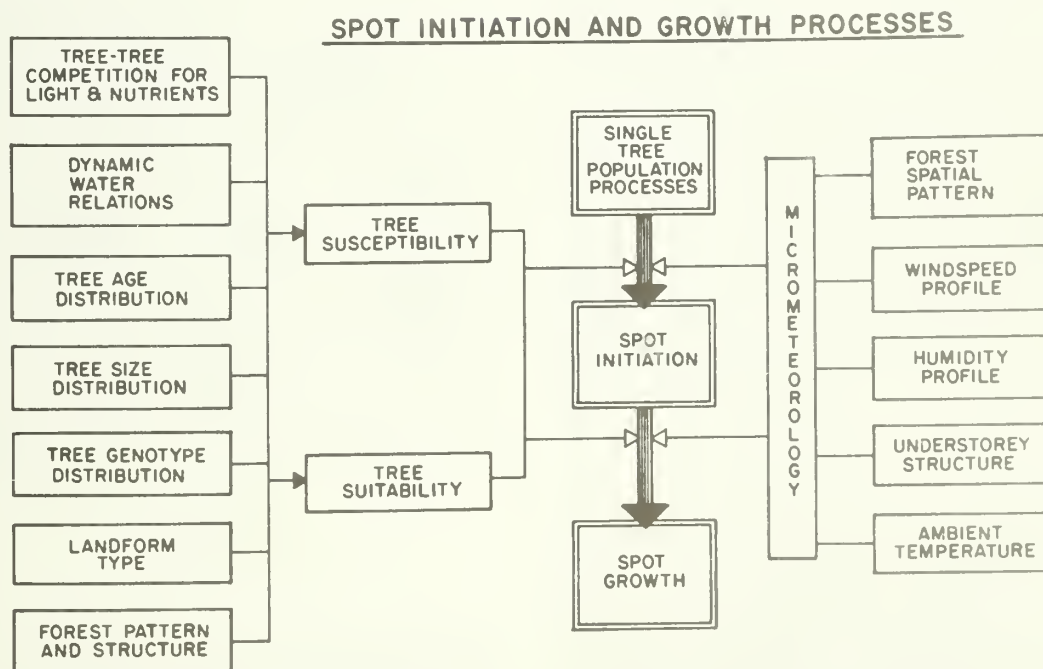 SPOT INITIATION AND GROWTH PROCESSES
TREE-TREE
COMPETITION FOR
LIGHT & NUTRIENTS
DYNAMIC
WATER
RELATIONS
TREE AGE
DISTRIBUTION
TREE SIZE
DISTRIBUTION
TREE GENOTYPE
DISTRIBUTION
LANDFORM
TYPE
FOREST PATTERN
AND STRUCTURE
TREE
SUSCEPTIBILITY
TREE
SUITABILITY
SINGLE
TREE
POPULATION
PROCESSES
SPOT
INITIATION
SPOT
GROWTH
MICROMETEOROLOGY
FOREST
SPATIAL
PATTERN
WINDSPEED
PROFILE
HUMIDITY
PROFILE
UNDERSTOREY
STRUCTURE
AMBIENT
TEMPERATURE